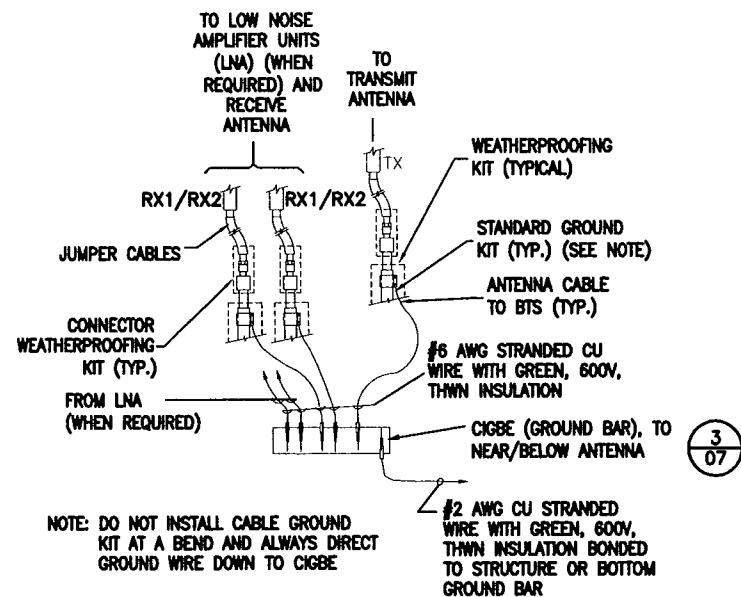 TO LOW NOISE
AMPLIFIER UNITS
(LNA) (WHEN
REQUIRED) AND
RECEIVE
ANTENNA
TO
TRANSMIT
ANTENNA
TX
WEATHERPROOFING
KIT (TYPICAL)
RX1/RX2
RX1/RX2
STANDARD GROUND
KIT (TYP.) (SEE NOTE)
JUMPER CABLES
ANTENNA CABLE
TO BTS (TYP.)
CONNECTOR
WEATHERPROOFING
KIT (TYP.)
#6 AWG STRANDED CU
WIRE WITH GREEN, 600V,
THWN INSULATION
FROM LNA
(WHEN REQUIRED)
CIGBE (GROUND BAR), TO
NEAR/BELOW ANTENNA
3
07
#2 AWG CU STRANDED
WIRE WITH GREEN, 600V,
THWN INSULATION BONDED
TO STRUCTURE OR BOTTOM
GROUND BAR
NOTE: DO NOT INSTALL CABLE GROUND
KIT AT A BEND AND ALWAYS DIRECT
GROUND WIRE DOWN TO CIGBE